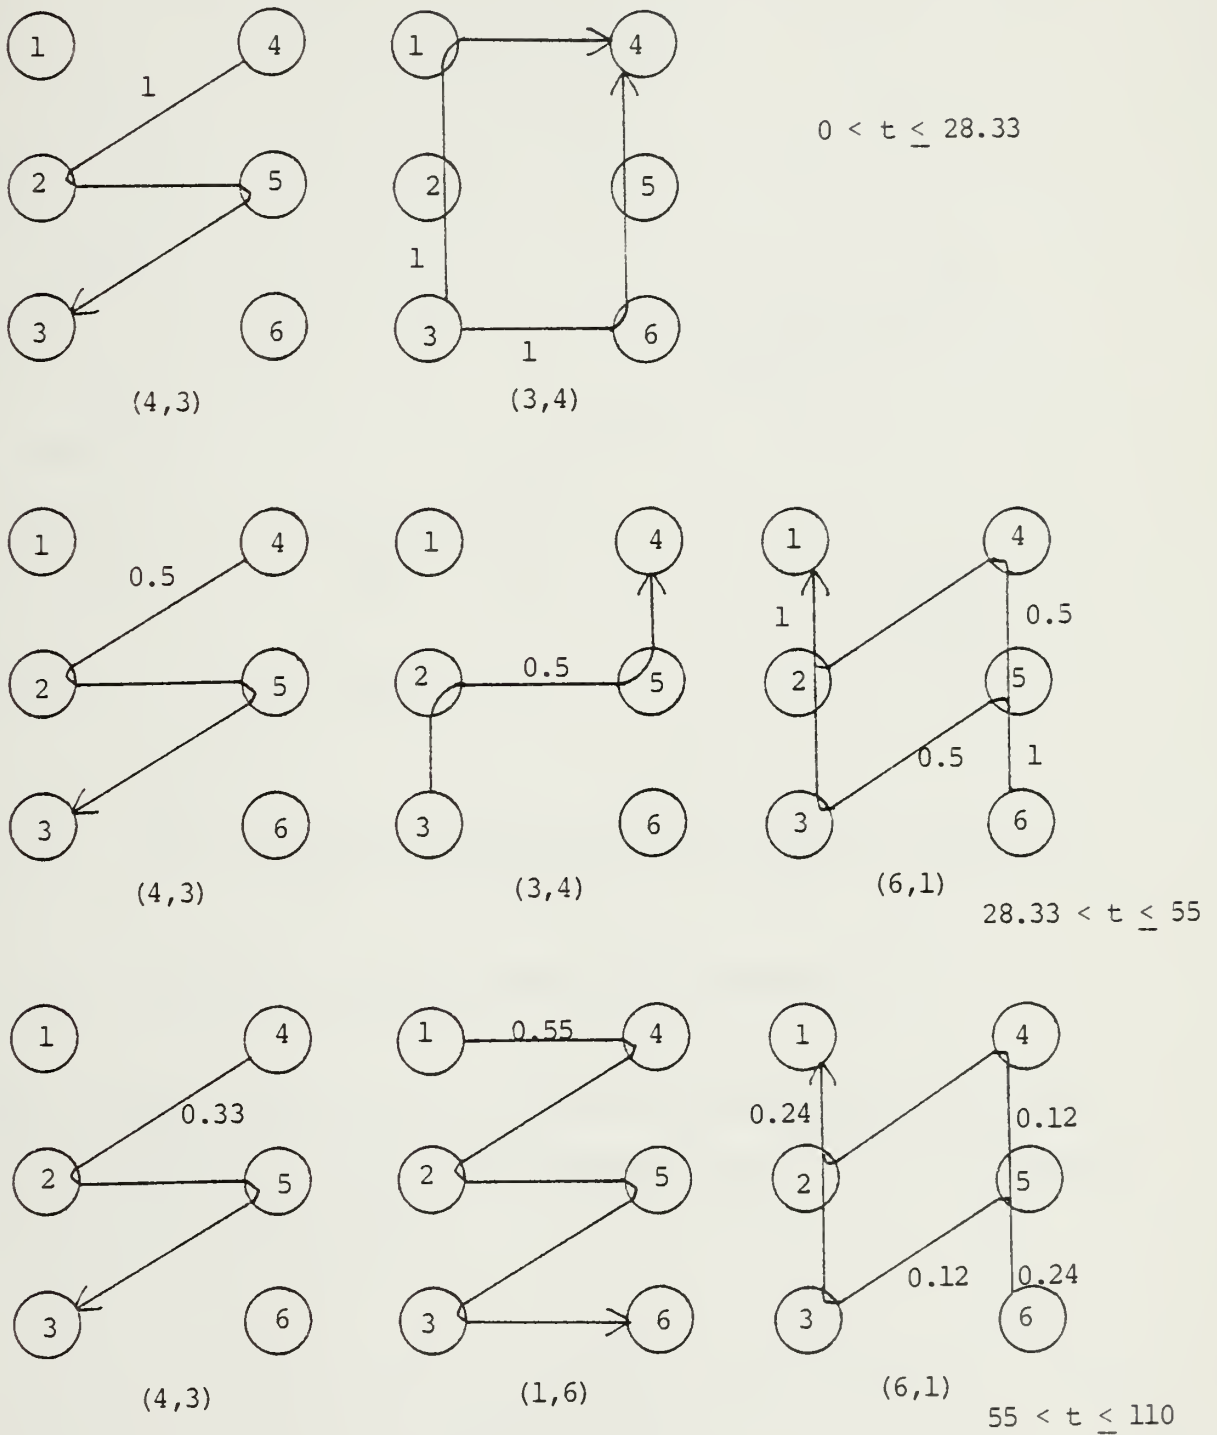 1 4 1 4
1
0 < t ≤ 28.33
2 5 2 5
1
3 6 3 6
1
(4,3) (3,4)
1 4 1 4 1 4
0.5 1 0.5
2 5 2 0.5 5 2 5
0.5 1
3 6 3 6 3 6
(4,3) (3,4) (6,1)
28.33 < t ≤ 55
1 4 1 0.55 4 1 4
0.33 0.24 0.12
2 5 2 5 2 5
0.12 0.24
3 6 3 6 3 6
(4,3) (1,6) (6,1)
55 < t ≤ 110